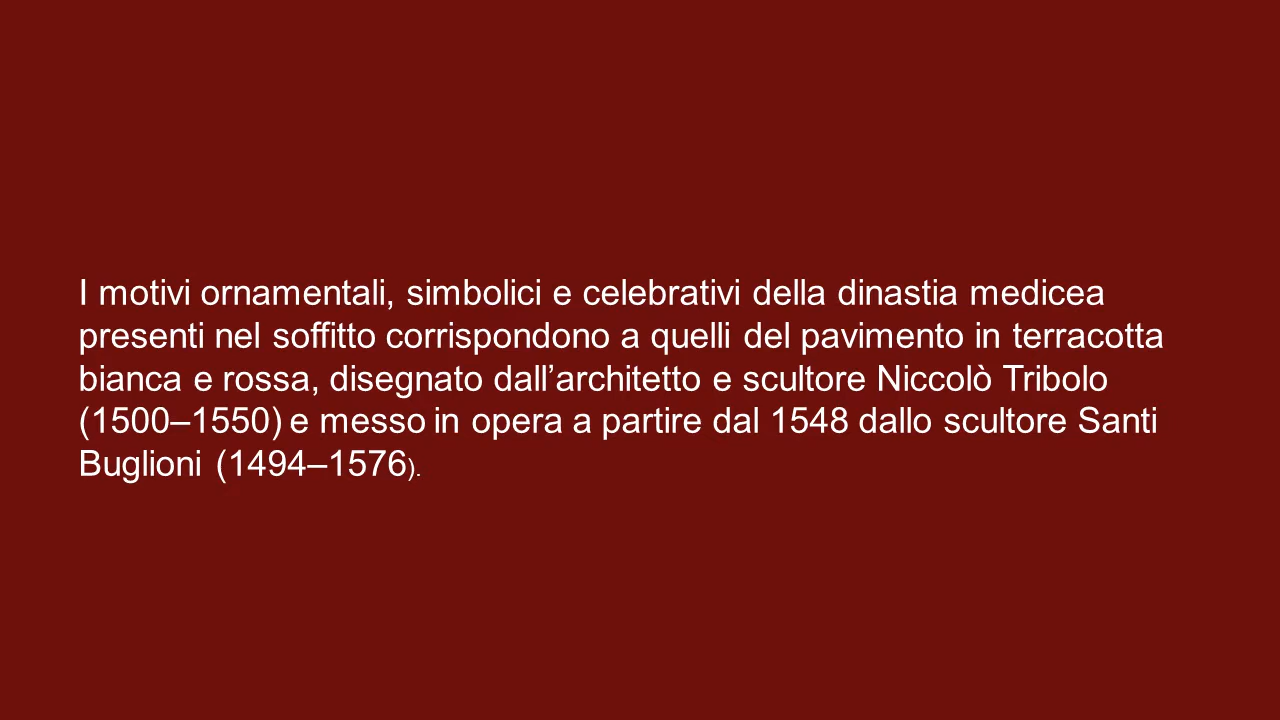 I motivi ornamentali, simbolici e celebrativi della dinastia medicea
presenti nel soffitto corrispondono a quelli del pavimento in terracotta
bianca e rossa, disegnato dall’architetto e scultore Niccolò Tribolo
(1500–1550) e messo in opera a partire dal 1548 dallo scultore Santi
Buglioni (1494–1576).